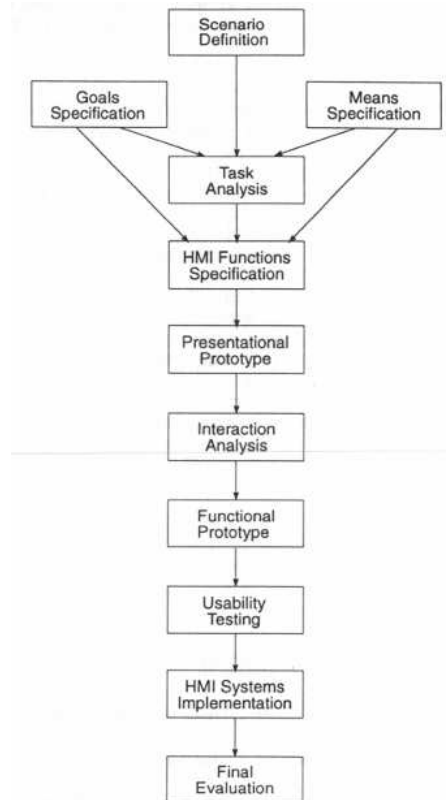 Scenario
Definition
Goals
Specification
Means
Specification
Task
Analysis
HMI Functions
Specification
Presentational
Prototype
Interaction
Analysis
Functional
Prototype
Usability
Testing
HMI Systems
Implementation
Final
Evaluation